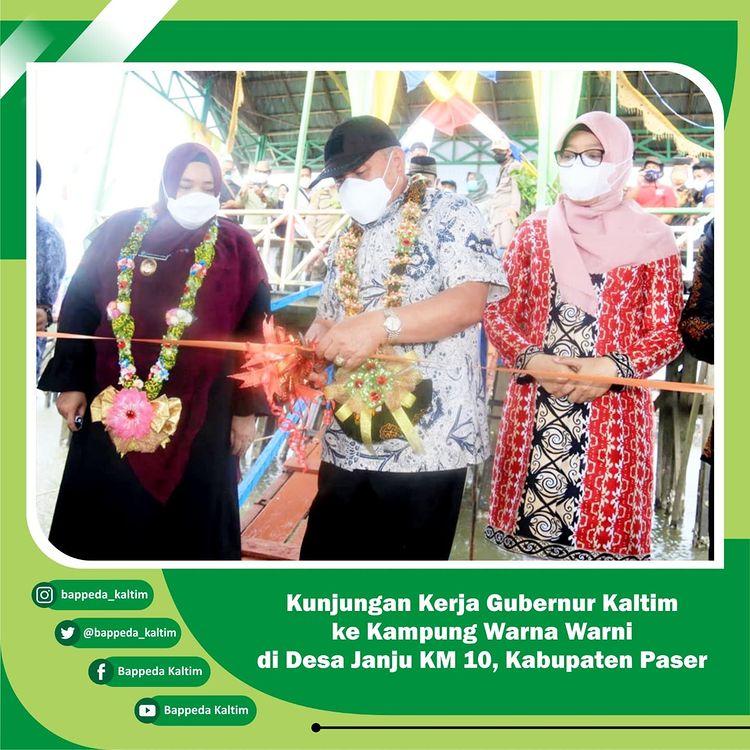 bappeda_kaltim
@bappeda_kaltim
Bappeda Kaltim
Bappeda Kaltim
Kunjungan Kerja Gubernur Kaltim
ke Kampung Warna Warni
di Desa Janju KM 10, Kabupaten Paser